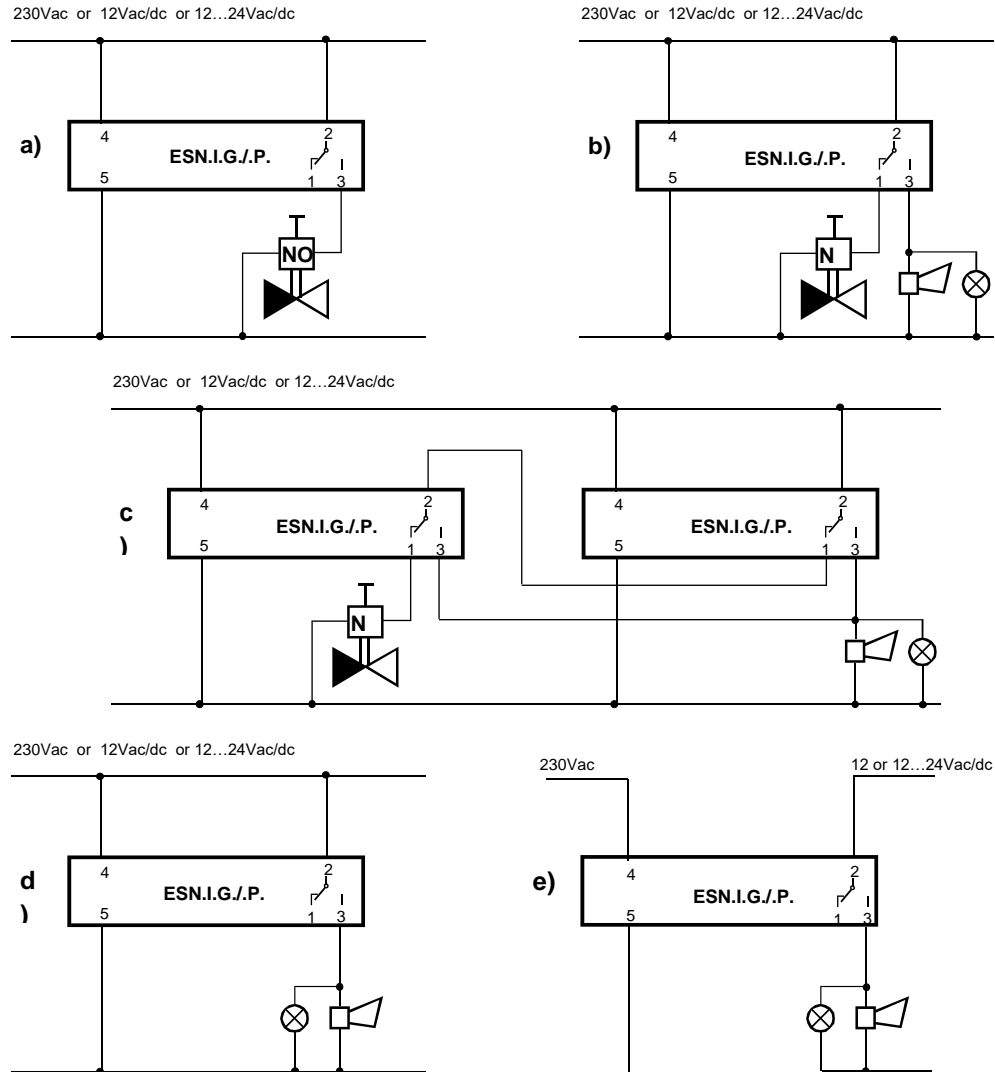 230Vac or 12Vac/dc or 12…24Vac/dc
a)
4
2
ESN.I.G./.P.
5
1 3
NO
230Vac or 12Vac/dc or 12…24Vac/dc
b)
4
2
ESN.I.G./.P.
5
1 3
N
230Vac or 12Vac/dc or 12…24Vac/dc
c
)
4
2
ESN.I.G./.P.
5
1 3
N
4
2
ESN.I.G./.P.
5
1 3
230Vac or 12Vac/dc or 12…24Vac/dc
d
)
4
2
ESN.I.G./.P.
5
1 3
230Vac
12 or 12…24Vac/dc
e)
4
2
ESN.I.G./.P.
5
1 3